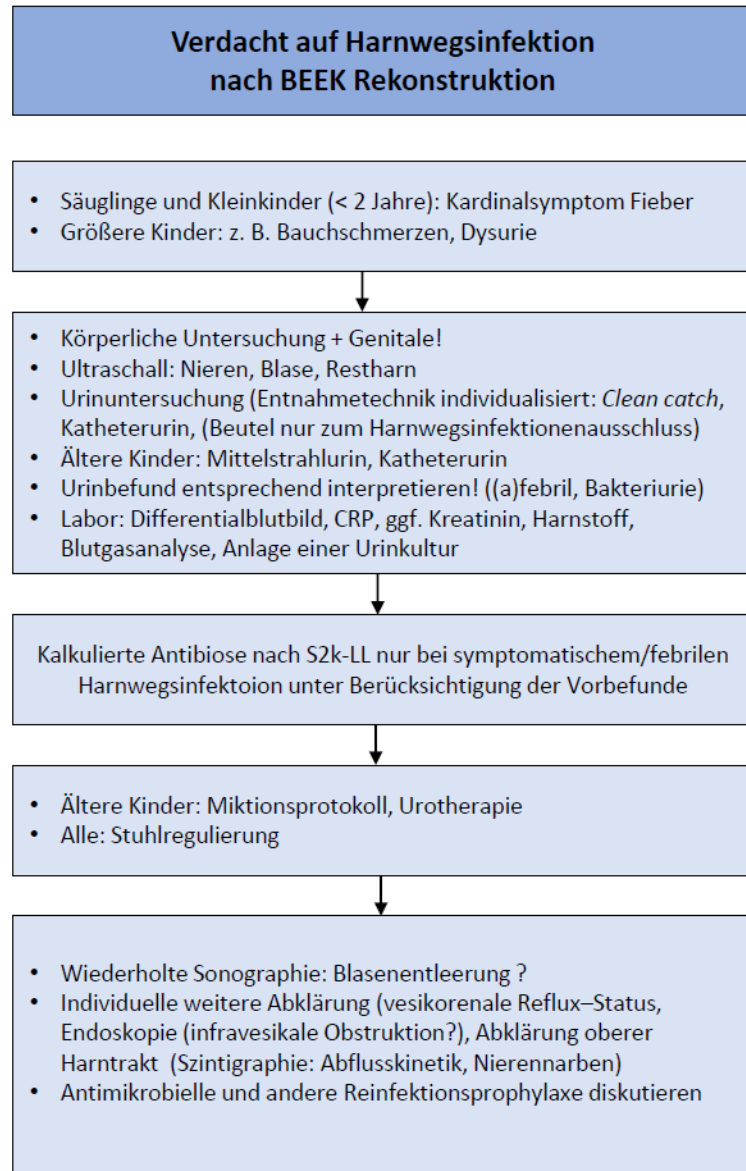 Verdacht auf Harnwegsinfektion
nach BEEK Rekonstruktion
• Säuglinge und Kleinkinder (< 2 Jahre): Kardinalsymptom Fieber
• Größere Kinder: z. B. Bauchschmerzen, Dysurie
• Körperliche Untersuchung + Genitale!
• Ultraschall: Nieren, Blase, Restharn
• Urinuntersuchung (Entnahmetechnik individualisiert: Clean catch,
Katheterurin, (Beutel nur zum Harnwegsinfektionenausschluss)
• Ältere Kinder: Mittelstrahlurin, Katheterurin
• Urinbefund entsprechend interpretieren! ((a)febril, Bakteriurie)
• Labor: Differentialblutbild, CRP, ggf. Kreatinin, Harnstoff,
Blutgasanalyse, Anlage einer Urinkultur
Kalkulierte Antibiose nach S2k-LL nur bei symptomatischem/febrilen
Harnwegsinfektoion unter Berücksichtigung der Vorbefunde
• Ältere Kinder: Miktionsprotokoll, Urotherapie
• Alle: Stuhlregulierung
• Wiederholte Sonographie: Blasenentleerung ?
• Individuelle weitere Abklärung (vesikorenale Reflux–Status,
Endoskopie (infravesikale Obstruktion?), Abklärung oberer
Harntrakt (Szintigraphie: Abflusskinetik, Nierennarben)
• Antimikrobielle und andere Reinfektionsprophylaxe diskutieren